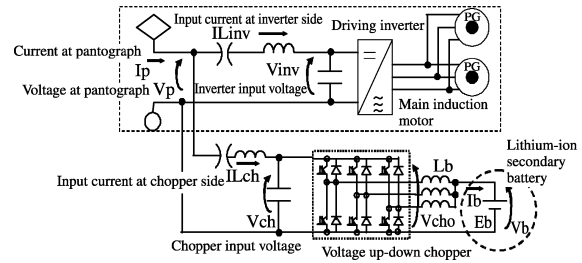 Input current at inverter side
ILinv
Driving inverter
PG
Current at pantograph
Ip
Vinv
Voltage at pantograph Vp
Inverter input voltage
PG
Main induction
motor
Lithium-ion
secondary
battery
Input current at chopper side
ILch
Lb
Ib
Vch
Vcho
Eb
Vb
Chopper input voltage
Voltage up-down chopper